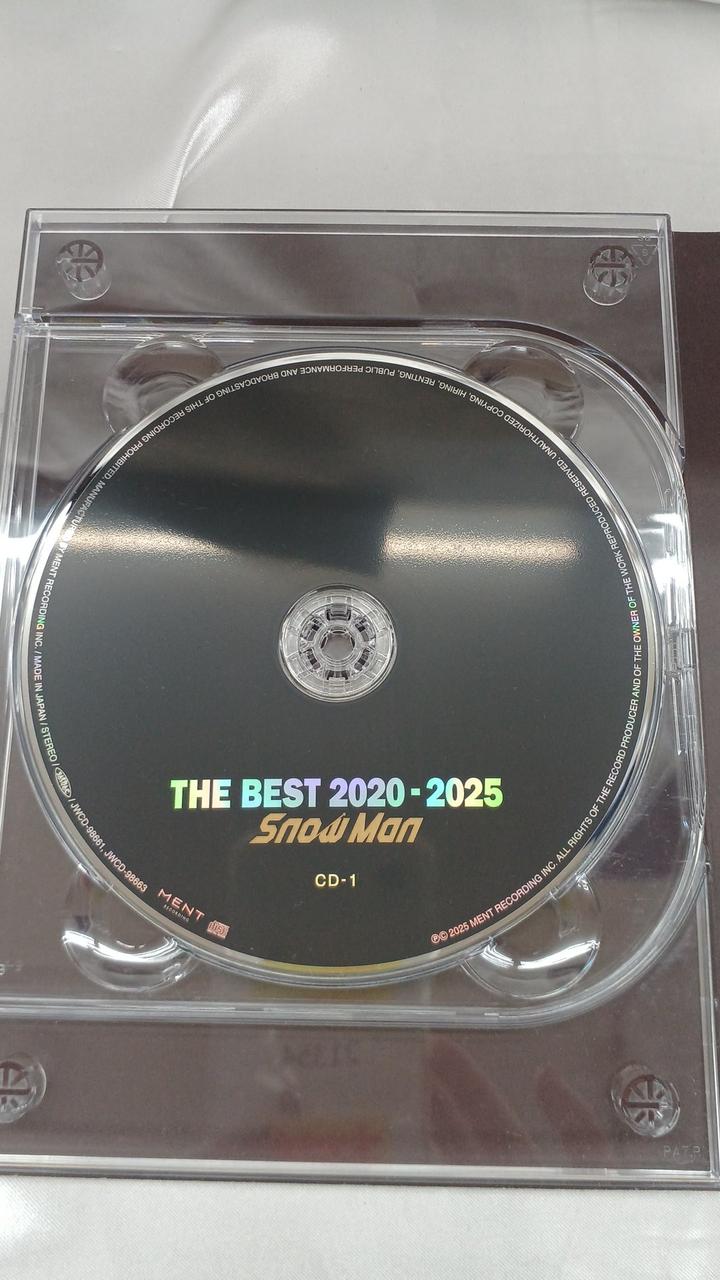 THE BEST 2020-2025
Snow Man
CD-1
UNAUTHORIZED COPYING, HIRING, RENTING, PUBLIC PERFORMANCE AND BROADCASTING OF THIS RECORDING PROHIBITED. MANUFACTURED BY MENT RECORDING INC. / MADE IN JAPAN / STEREO / / JWCD-98661, JWCD-98663
MENT
RECORDING
℗© 2025 MENT RECORDING INC. ALL RIGHTS OF THE RECORD PRODUCER AND OF THE OWNER OF THE WORK REPRODUCED RESERVED.
PAT.P